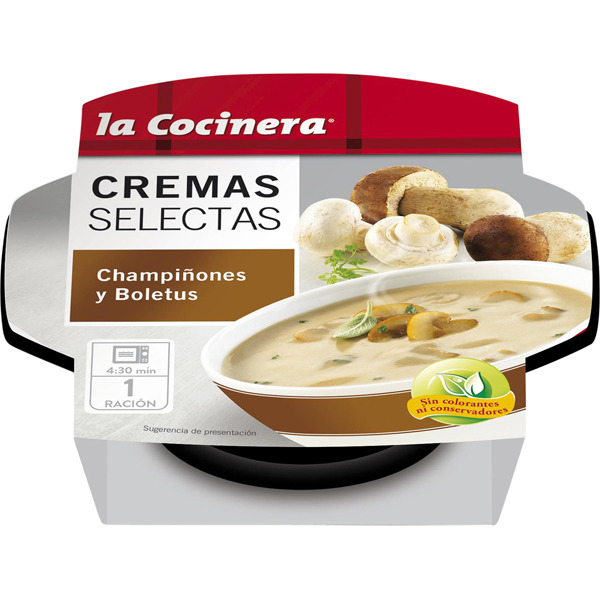 la Cocinera®
CREMAS
SELECTAS
Champiñones
y Boletus
4:30 min
1
RACIÓN
Sin colorantes
ni conservadores
Sugerencia de presentación